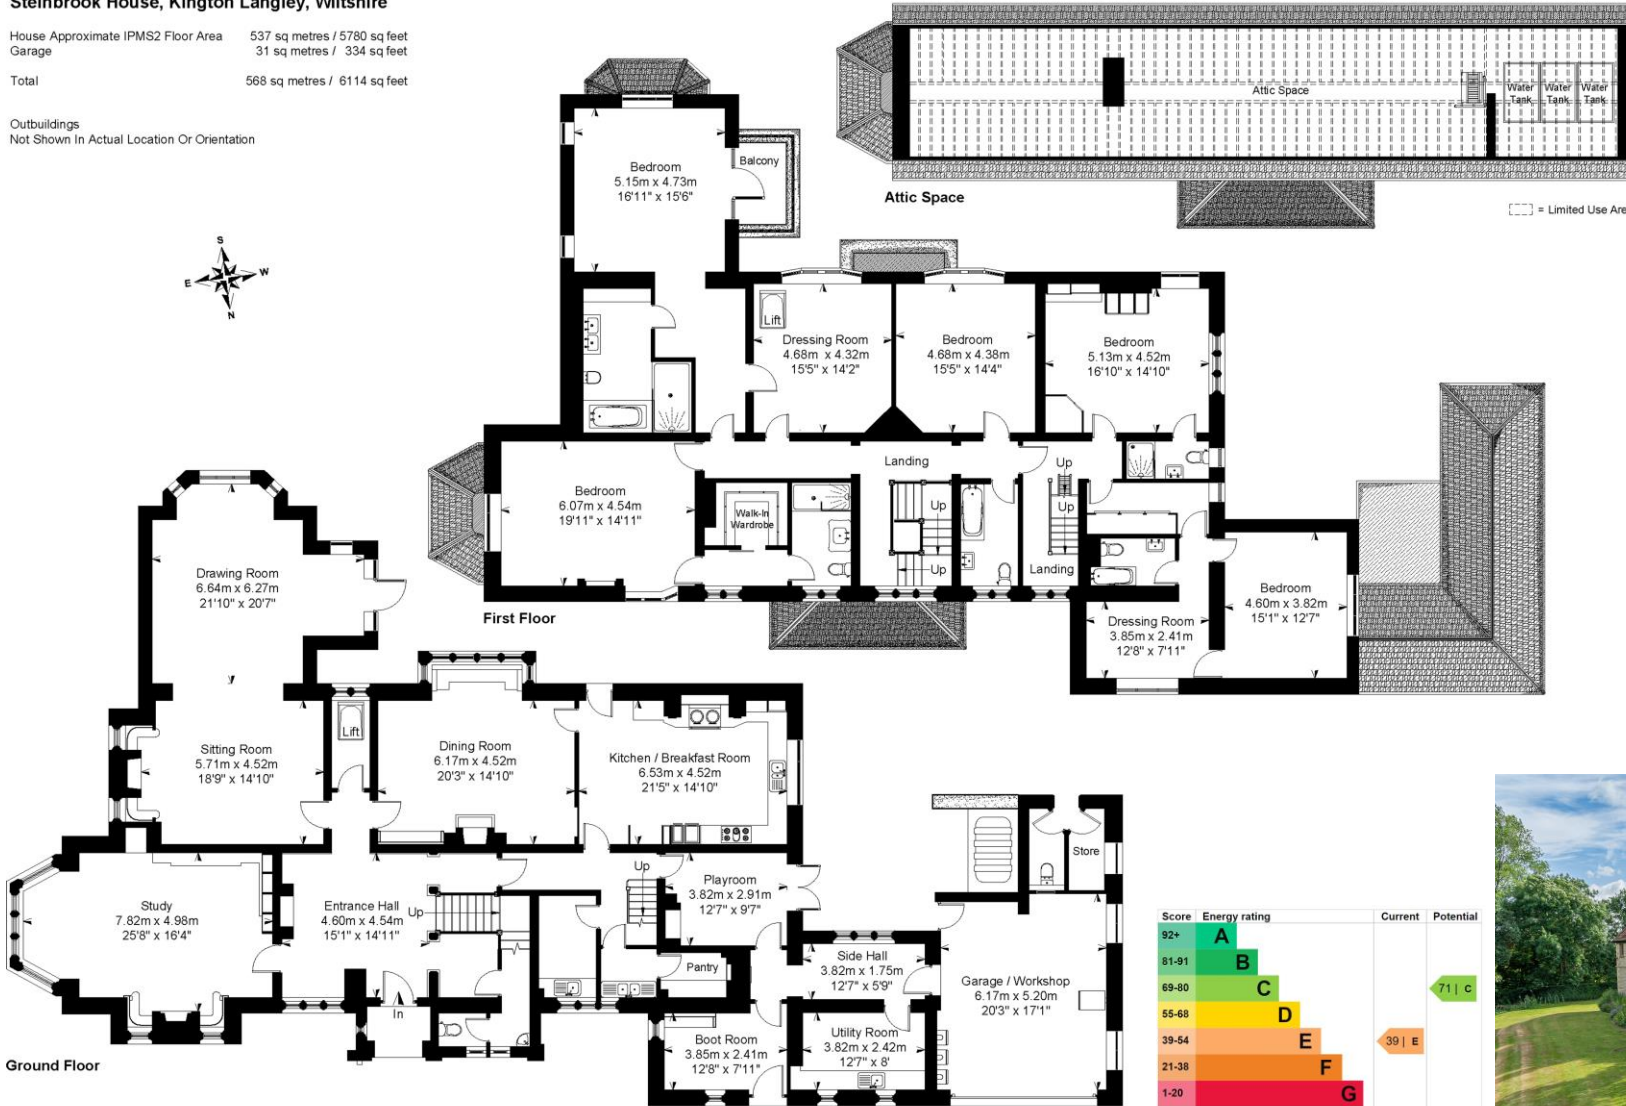 Steinbrook House, Kington Langley, Wiltshire
House Approximate IPMS2 Floor Area 537 sq metres / 5780 sq feet
Garage 31 sq metres / 334 sq feet
Total 568 sq metres / 6114 sq feet
Outbuildings
Not Shown In Actual Location Or Orientation
S
E
W
N
Attic Space
Water
Tank
Water
Tank
Water
Tank
Attic Space
= Limited Use Are
Bedroom
5.15m x 4.73m
16'11" x 15'6"
Balcony
Lift
Dressing Room
4.68m x 4.32m
15'5" x 14'2"
Bedroom
4.68m x 4.38m
15'5" x 14'4"
Bedroom
5.13m x 4.52m
16'10" x 14'10"
Landing
Up
Up
Bedroom
6.07m x 4.54m
19'11" x 14'11"
Walk-In
Wardrobe
Up
Up
Landing
Bedroom
4.60m x 3.82m
15'1" x 12'7"
Dressing Room
3.85m x 2.41m
12'8" x 7'11"
First Floor
Drawing Room
6.64m x 6.27m
21'10" x 20'7"
Lift
Sitting Room
5.71m x 4.52m
18'9" x 14'10"
Dining Room
6.17m x 4.52m
20'3" x 14'10"
Kitchen / Breakfast Room
6.53m x 4.52m
21'5" x 14'10"
Store
Up
Playroom
3.82m x 2.91m
12'7" x 9'7"
Study
7.82m x 4.98m
25'8" x 16'4"
Entrance Hall
4.60m x 4.54m
15'1" x 14'11"
Up
Pantry
Side Hall
3.82m x 1.75m
12'7" x 5'9"
Garage / Workshop
6.17m x 5.20m
20'3" x 17'1"
In
Boot Room
3.85m x 2.41m
12'8" x 7'11"
Utility Room
3.82m x 2.42m
12'7" x 8'
Ground Floor
Score Energy rating Current Potential
92+ A
81-91 B
69-80 C 71 | C
55-68 D
39-54 E 39 | E
21-38 F
1-20 G